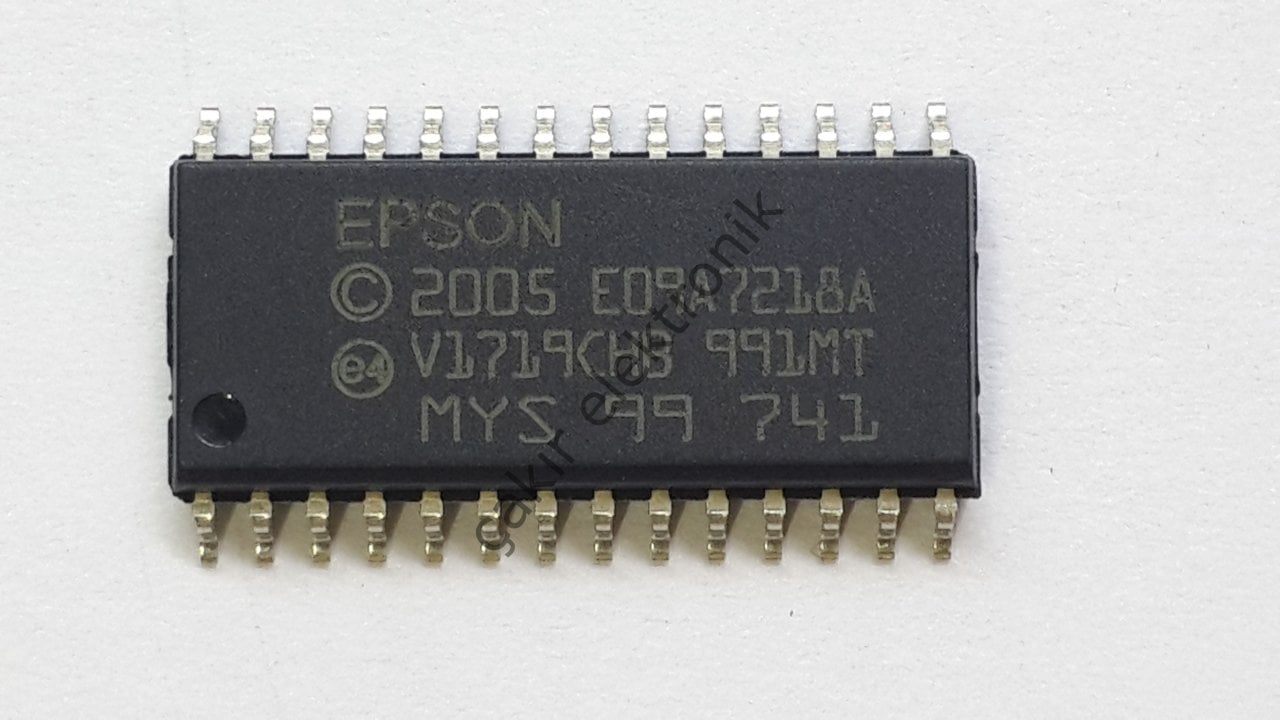 EPSON
© 2005 E09A7218A
e4 V1719CHB 991MT
MYS 99 741
çakır elektronik